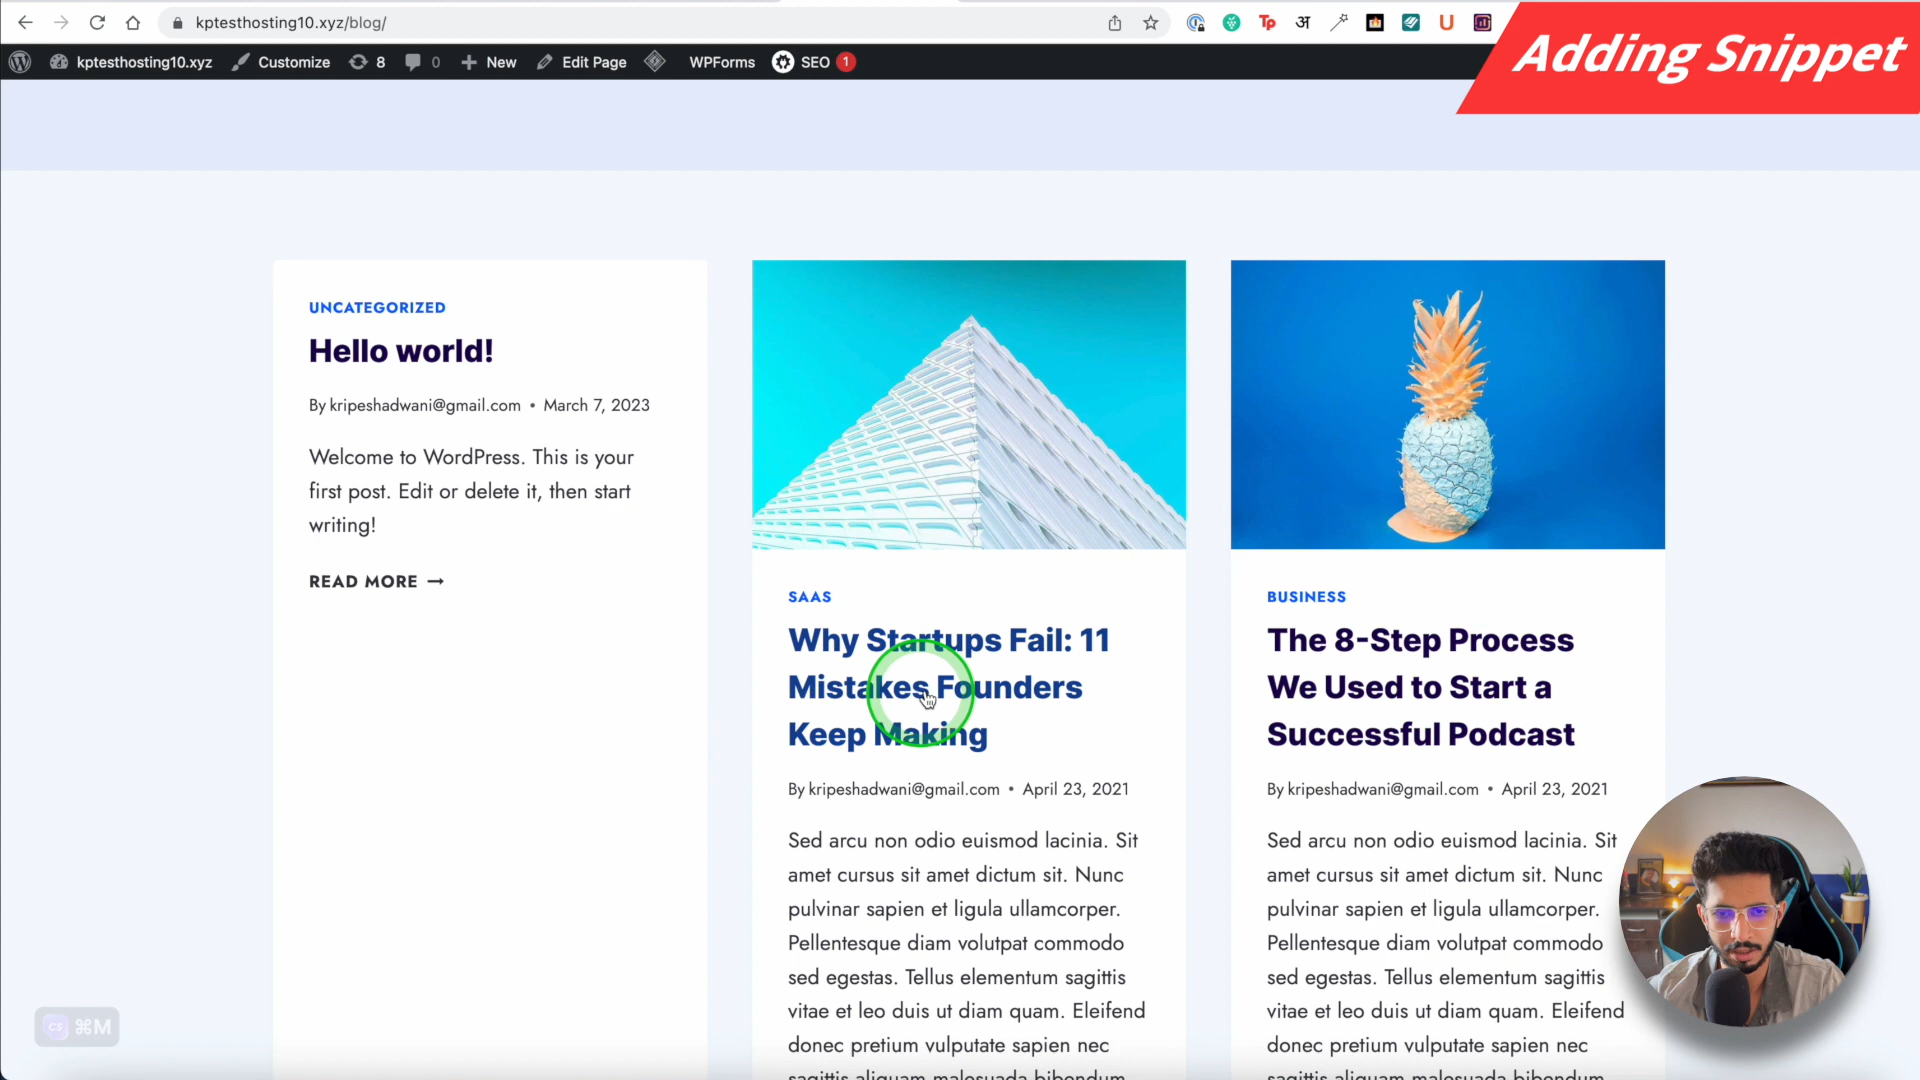 kptesthosting10.xyz/blog/
Tp
अ
U
Adding Snippet
kptesthosting10.xyz
Customize
8
0
New
Edit Page
WPForms
SEO
1
UNCATEGORIZED
Hello world!
By kripeshadwani@gmail.com • March 7, 2023
Welcome to WordPress. This is your
first post. Edit or delete it, then start
writing!
READ MORE →
SAAS
Why Startups Fail: 11
Mistakes Founders
Keep Making
By kripeshadwani@gmail.com • April 23, 2021
Sed arcu non odio euismod lacinia. Sit
amet cursus sit amet dictum sit. Nunc
pulvinar sapien et ligula ullamcorper.
Pellentesque diam volutpat commodo
sed egestas. Tellus elementum sagittis
vitae et leo duis ut diam quam. Eleifend
donec pretium vulputate sapien nec
sagittis aliquam malesuada bibendum
BUSINESS
The 8-Step Process
We Used to Start a
Successful Podcast
By kripeshadwani@gmail.com • April 23, 2021
Sed arcu non odio euismod lacinia. Sit
amet cursus sit amet dictum sit. Nunc
pulvinar sapien et ligula ullamcorper.
Pellentesque diam volutpat commodo
sed egestas. Tellus elementum sagittis
vitae et leo duis ut diam quam. Eleifend
donec pretium vulputate sapien nec
sagittis aliquam malesuada bibendum
CS ⌘M